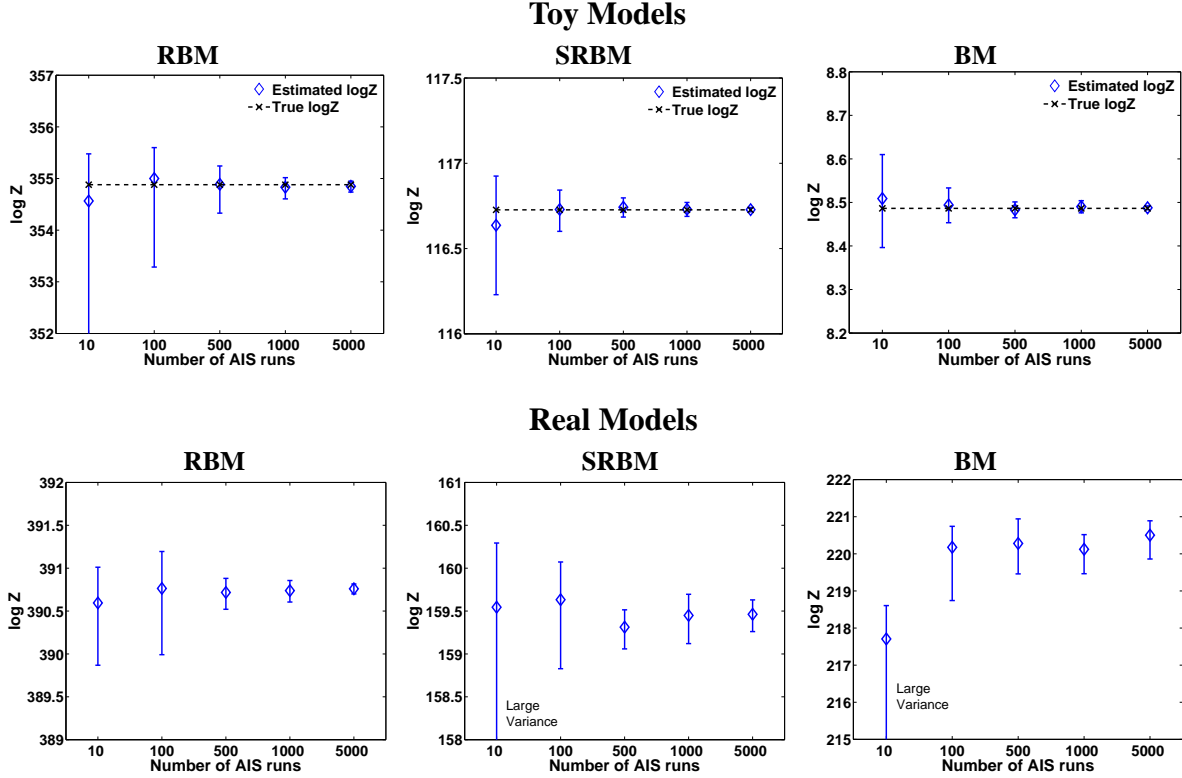 Toy Models
RBM
SRBM
BM
357
356
355
354
353
352
log Z
10 100 500 1000 5000
Number of AIS runs
Estimated logZ
True logZ
117.5
117
116.5
116
log Z
10 100 500 1000 5000
Number of AIS runs
Estimated logZ
True logZ
8.8
8.7
8.6
8.5
8.4
8.3
8.2
log Z
10 100 500 1000 5000
Number of AIS runs
Estimated logZ
True logZ
Real Models
RBM
SRBM
BM
392
391.5
391
390.5
390
389.5
389
log Z
10 100 500 1000 5000
Number of AIS runs
161
160.5
160
159.5
159
158.5
158
log Z
Large
Variance
10 100 500 1000 5000
Number of AIS runs
222
221
220
219
218
217
216
215
log Z
Large
Variance
10 100 500 1000 5000
Number of AIS runs